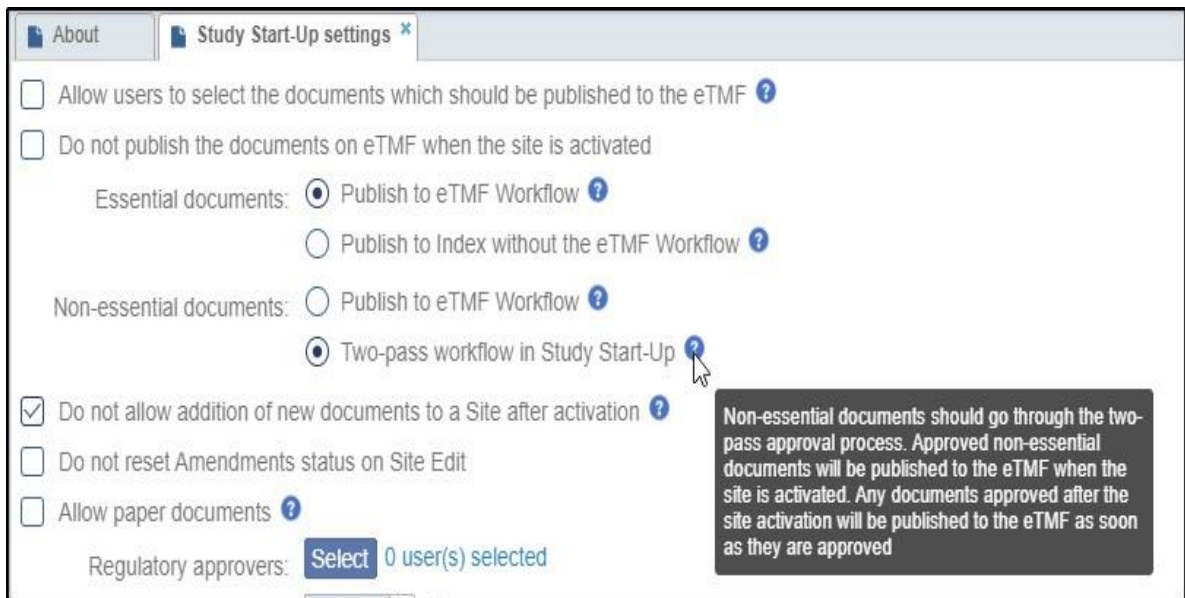 About
Study Start-Up settings
Allow users to select the documents which should be published to the eTMF
Do not publish the documents on eTMF when the site is activated
Essential documents: Publish to eTMF Workflow
Publish to Index without the eTMF Workflow
Non-essential documents: Publish to eTMF Workflow
Two-pass workflow in Study Start-Up
Do not allow addition of new documents to a Site after activation
Do not reset Amendments status on Site Edit
Allow paper documents
Regulatory approvers: Select 0 user(s) selected
Non-essential documents should go through the two-
pass approval process. Approved non-essential
documents will be published to the eTMF when the
site is activated. Any documents approved after the
site activation will be published to the eTMF as soon
as they are approved